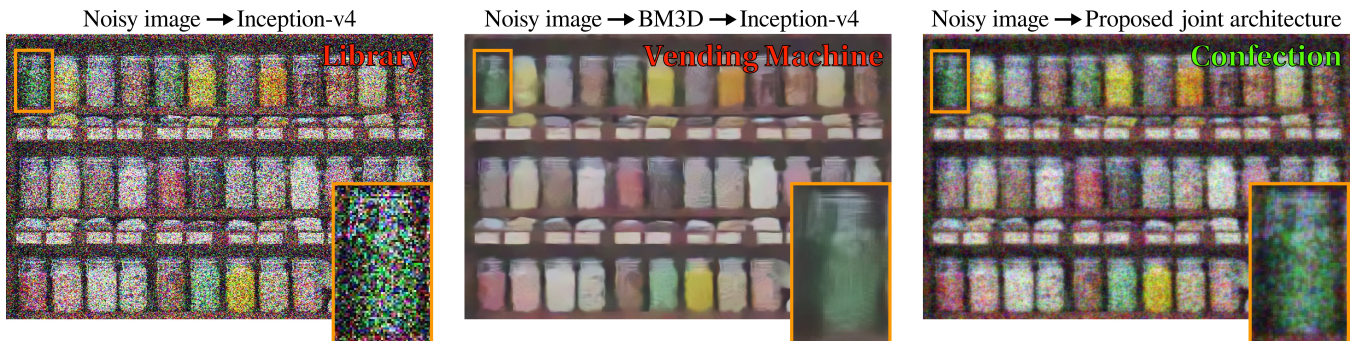 Noisy image → Inception-v4
Library
Noisy image → BM3D → Inception-v4
Vending Machine
Noisy image → Proposed joint architecture
Confection